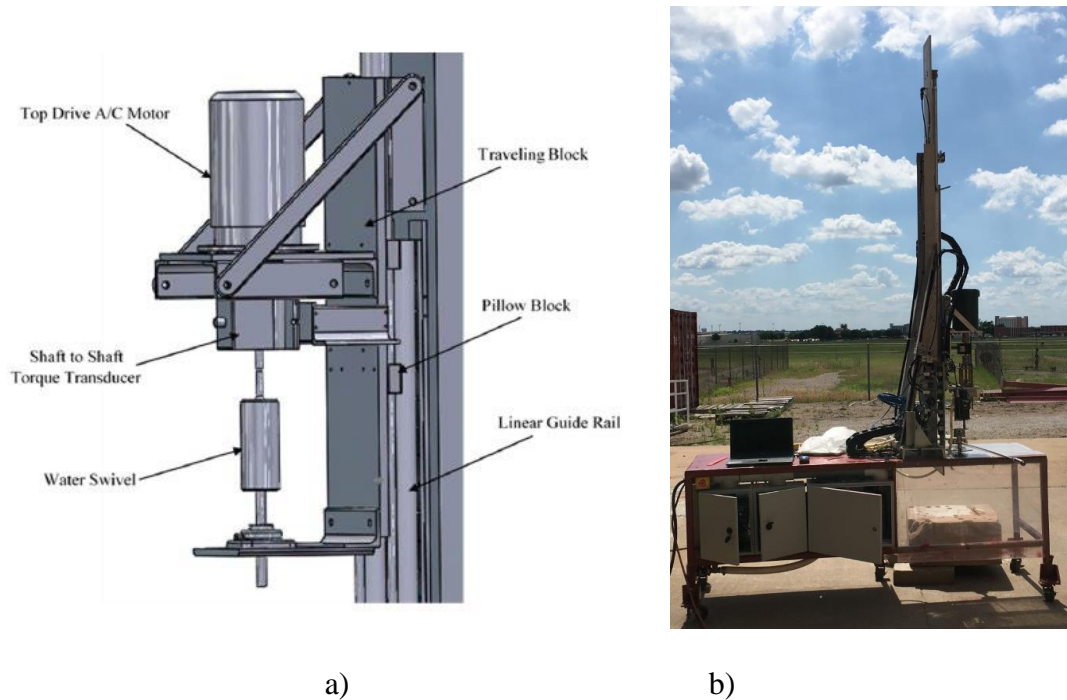 Top Drive A/C Motor
Traveling Block
Pillow Block
Shaft to Shaft
Torque Transducer
Linear Guide Rail
Water Swivel
a)
b)